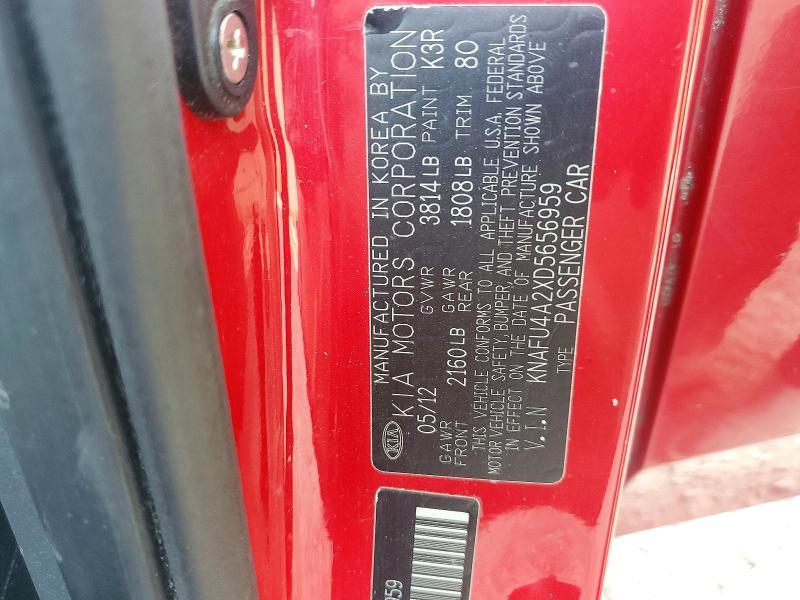 MANUFACTURED IN KOREA BY
KIA KIA MOTORS CORPORATION
05/12 GVWR 3814LB PAINT K3R
GAWR FRONT 2160LB GAWR REAR 1808LB TRIM 80
THIS VEHICLE CONFORMS TO ALL APPLICABLE U.S.A. FEDERAL
MOTOR VEHICLE SAFETY, BUMPER, AND THEFT PREVENTION STANDARDS
IN EFFECT ON THE DATE OF MANUFACTURE SHOWN ABOVE
V.I.N KNAFU4A2XD5656959
TYPE PASSENGER CAR
959